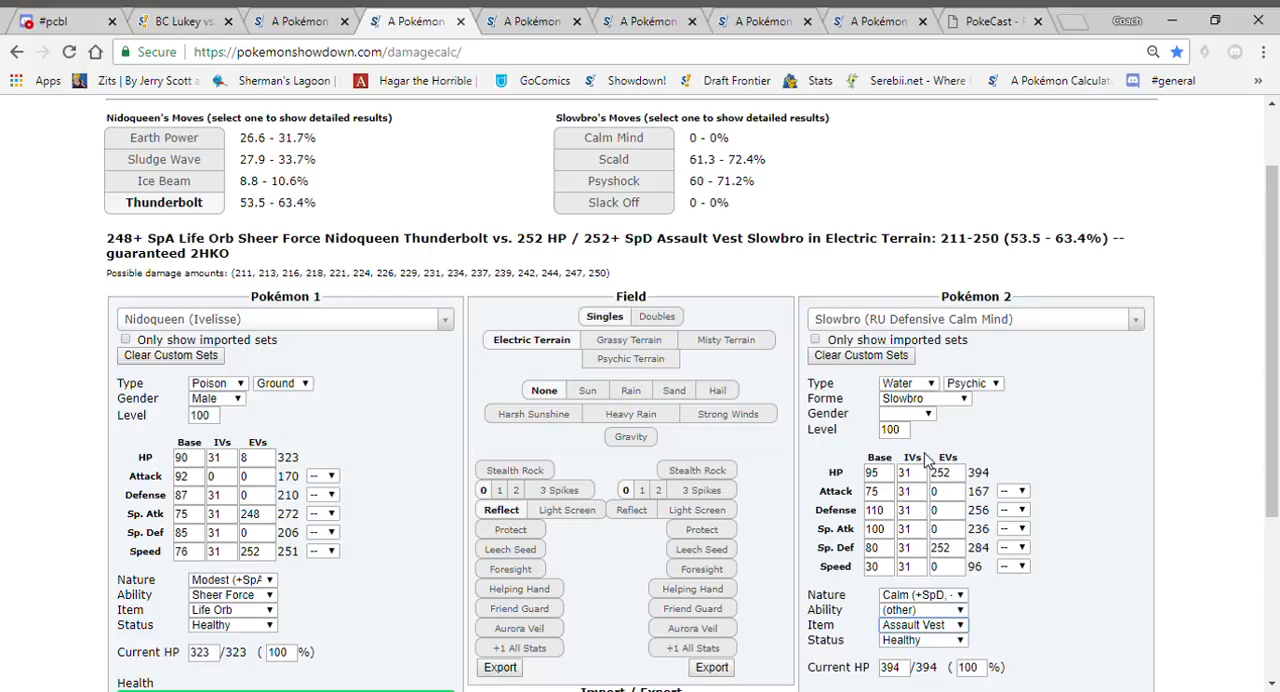 #pcbl
BC Lukey vs.
A Pokémon
A Pokémon
A Pokémon
A Pokémon
A Pokémon
A Pokémon
PokeCast -
Coach
Secure https://pokemonshowdown.com/damagecalc/
Apps Zits | By Jerry Scott a Sherman's Lagoon | Hagar the Horrible | GoComics Showdown! Draft Frontier Stats Serebii.net - Where A Pokémon Calculat #general »
Nidoqueen's Moves (select one to show detailed results) Slowbro's Moves (select one to show detailed results)
Earth Power 26.6 - 31.7% Calm Mind 0 - 0%
Sludge Wave 27.9 - 33.7% Scald 61.3 - 72.4%
Ice Beam 8.8 - 10.6% Psyshock 60 - 71.2%
Thunderbolt 53.5 - 63.4% Slack Off 0 - 0%
248+ SpA Life Orb Sheer Force Nidoqueen Thunderbolt vs. 252 HP / 252+ SpD Assault Vest Slowbro in Electric Terrain: 211-250 (53.5 - 63.4%) --
guaranteed 2HKO
Possible damage amounts: (211, 213, 216, 218, 221, 224, 226, 229, 231, 234, 237, 239, 242, 244, 247, 250)
Pokémon 1
Nidoqueen (Ivelisse)
Only show imported sets
Clear Custom Sets
Type Poison Ground
Gender Male
Level 100
Base IVs EVs
HP 90 31 8 323
Attack 92 0 0 170 --
Defense 87 31 0 210 --
Sp. Atk 75 31 248 272 --
Sp. Def 85 31 0 206 --
Speed 76 31 252 251 --
Nature Modest (+SpA
Ability Sheer Force
Item Life Orb
Status Healthy
Current HP 323 /323 ( 100 %)
Health
Field
Singles Doubles
Electric Terrain Grassy Terrain Misty Terrain
Psychic Terrain
None Sun Rain Sand Hail
Harsh Sunshine Heavy Rain Strong Winds
Gravity
Stealth Rock Stealth Rock
0 1 2 3 Spikes 0 1 2 3 Spikes
Reflect Light Screen Reflect Light Screen
Protect Protect
Leech Seed Leech Seed
Foresight Foresight
Helping Hand Helping Hand
Friend Guard Friend Guard
Aurora Veil Aurora Veil
+1 All Stats +1 All Stats
Export Export
Import / Export
Pokémon 2
Slowbro (RU Defensive Calm Mind)
Only show imported sets
Clear Custom Sets
Type Water Psychic
Forme Slowbro
Gender
Level 100
Base IVs EVs
HP 95 31 252 394
Attack 75 31 0 167 --
Defense 110 31 0 256 --
Sp. Atk 100 31 0 236 --
Sp. Def 80 31 252 284 --
Speed 30 31 0 96 --
Nature Calm (+SpD, -
Ability (other)
Item Assault Vest
Status Healthy
Current HP 394 /394 ( 100 %)